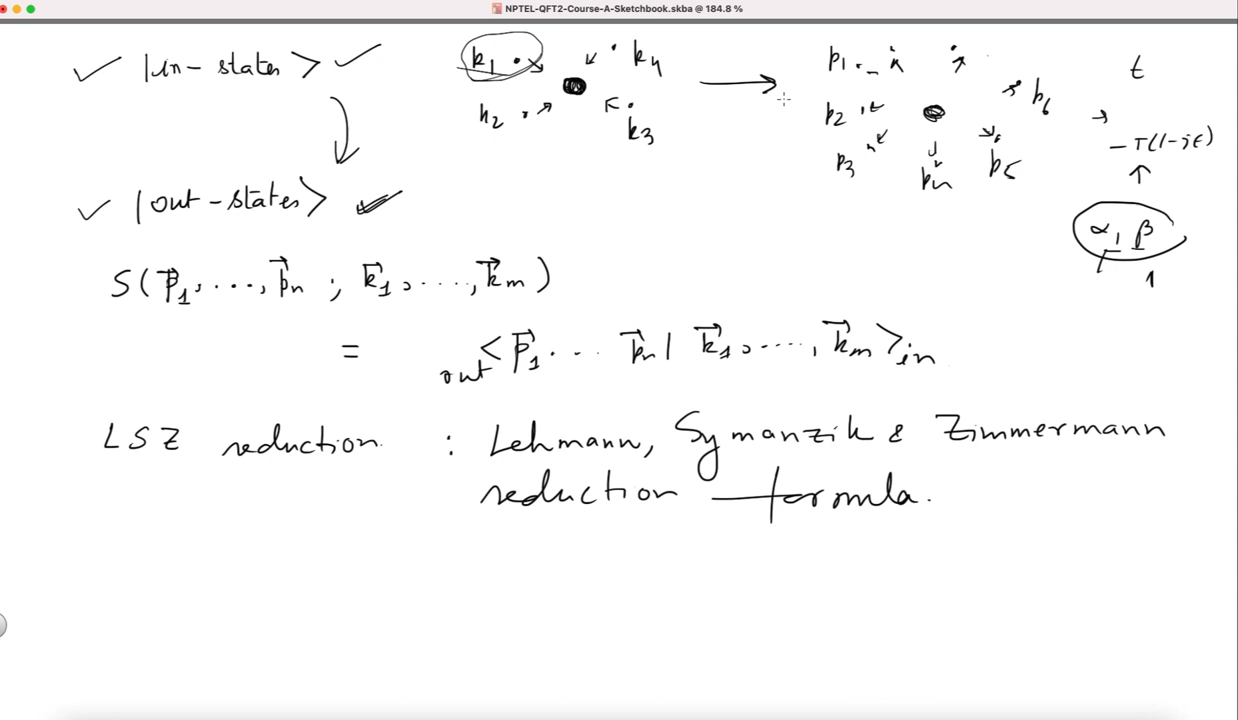 NPTEL-QFT2-Course-A-Sketchbook.skba @ 184.8 %
|in-states>
k1 k4
k2 k3
p1 p6
p2
p3 pn p5
t
-T(1-iε)
α, β
1
|out-states>
S(p⃗1, ..., p⃗n ; k⃗1, ...., k⃗m)
= out<p⃗1 ... p⃗n | k⃗1, ...., k⃗m>in
LSZ reduction : Lehmann, Symanzik & Zimmermann
reduction formula.